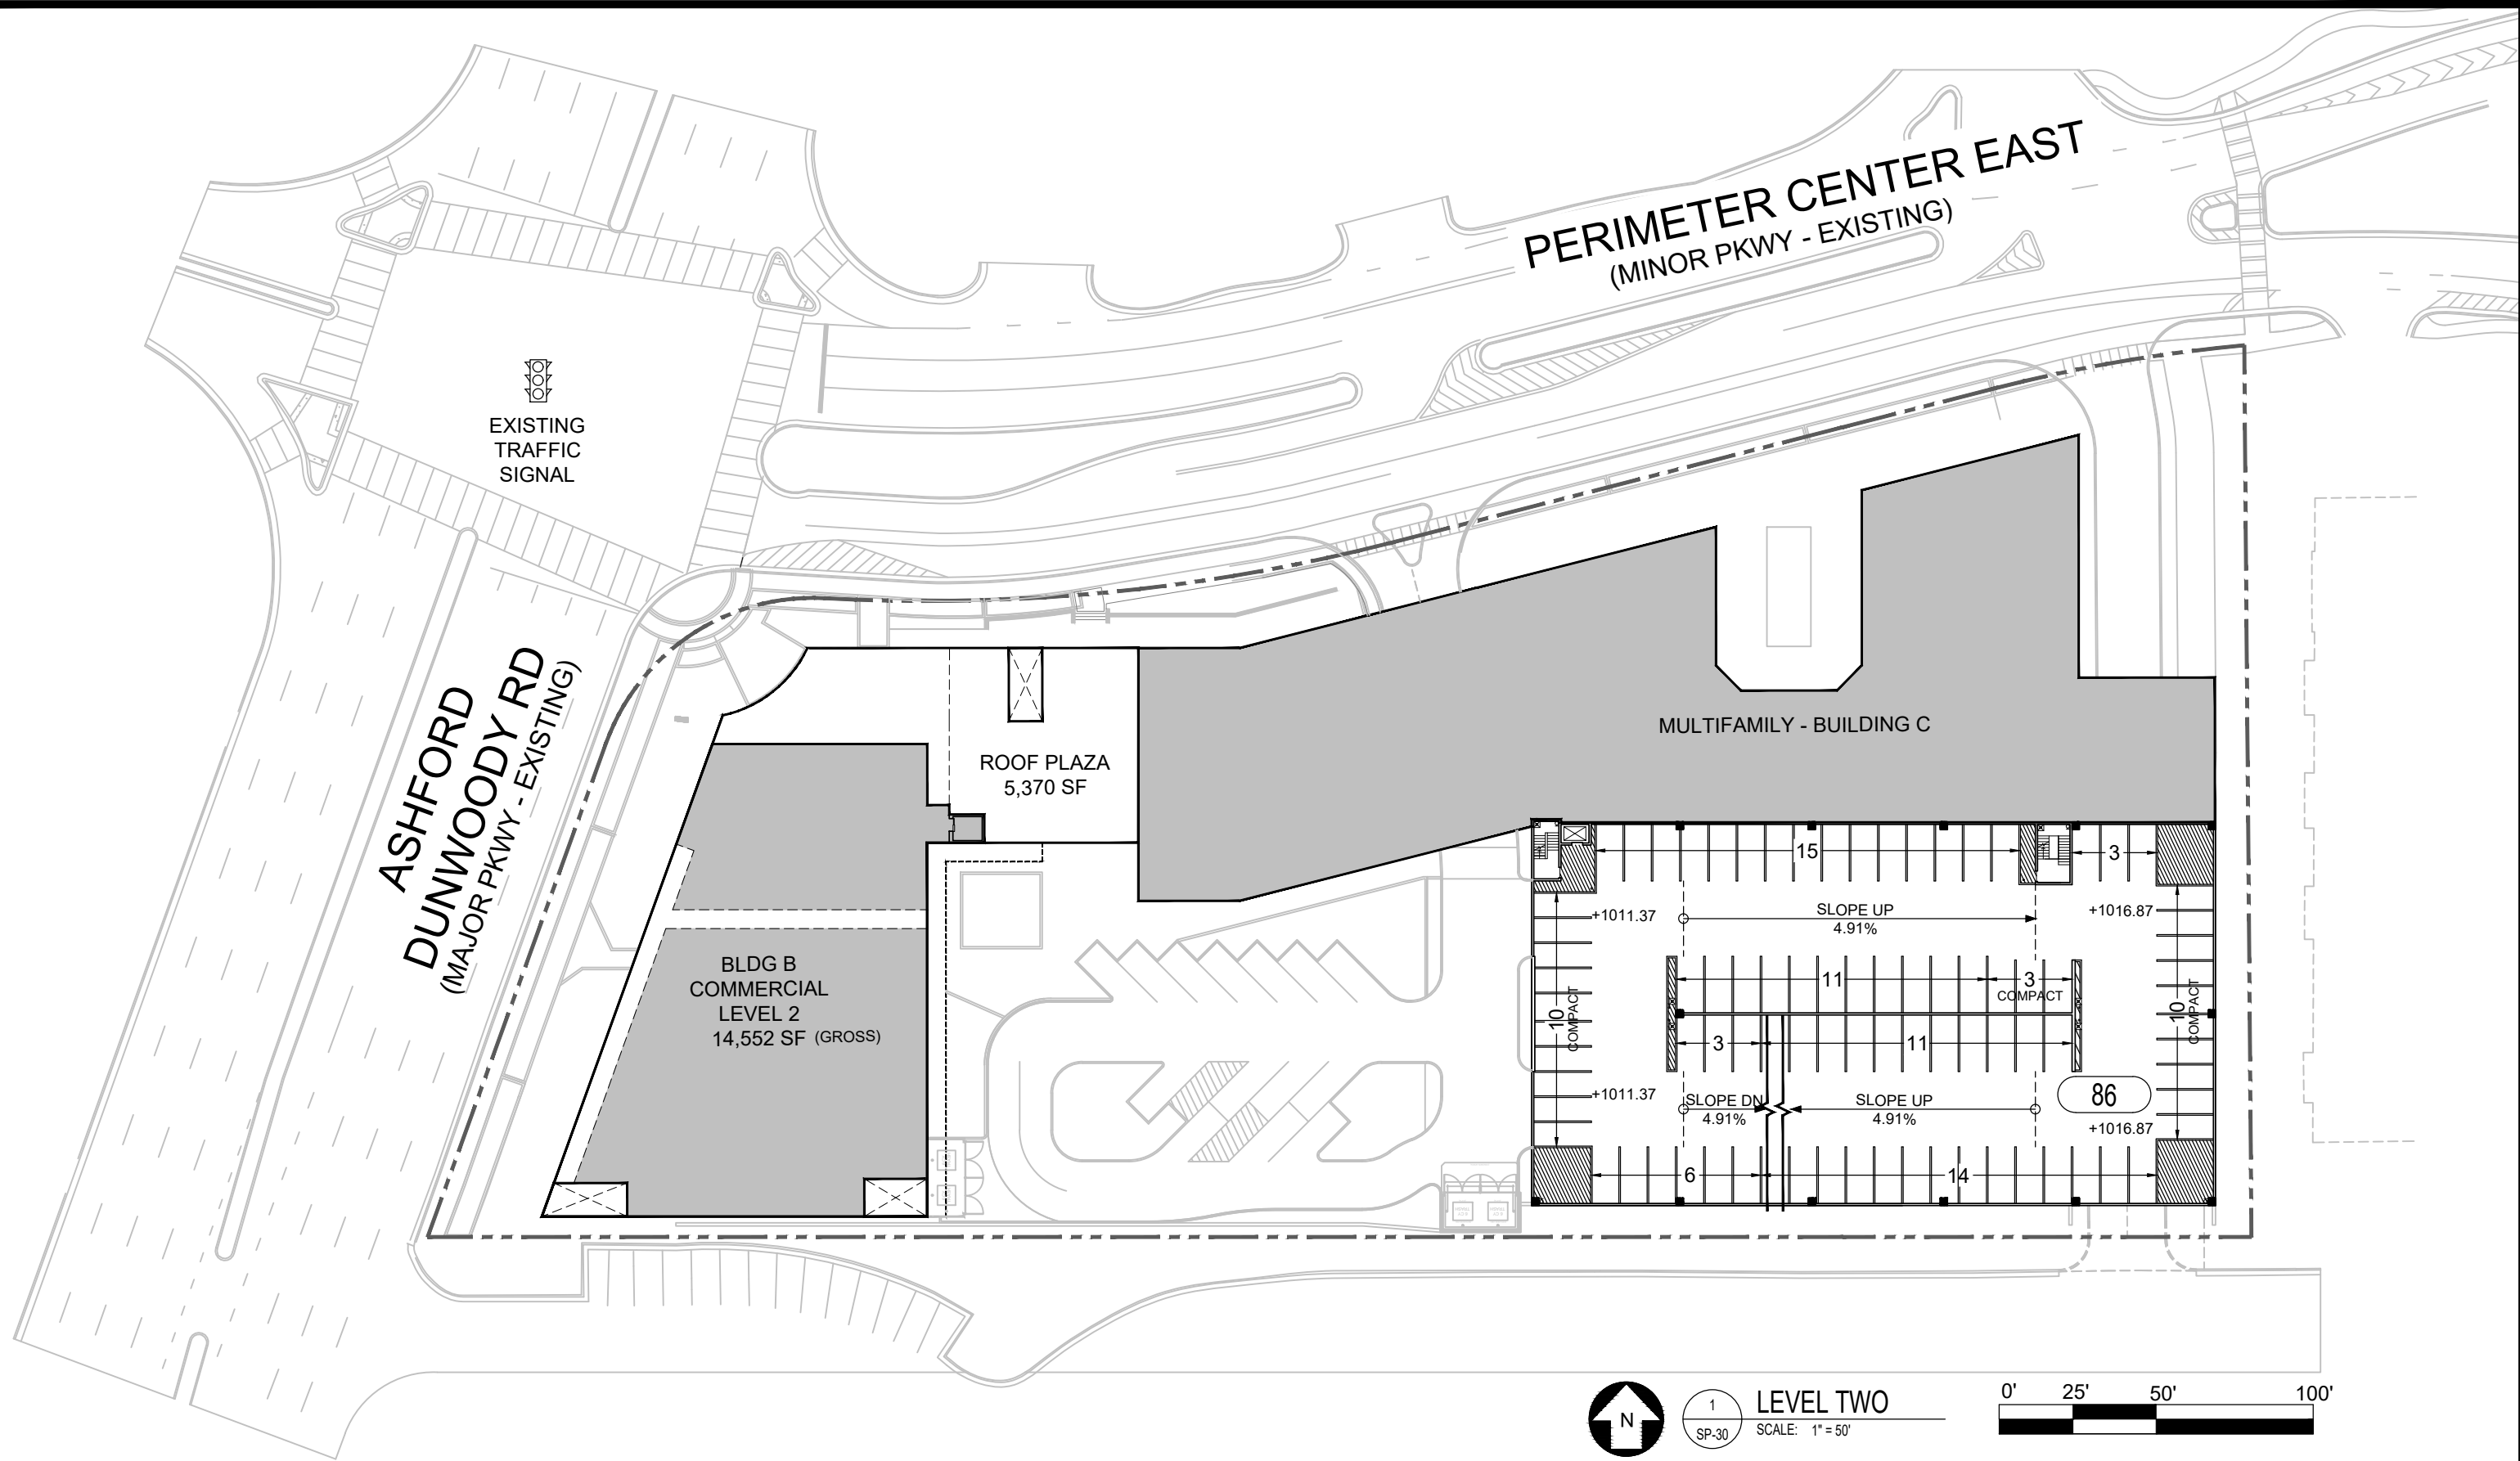 PERIMETER CENTER EAST
(MINOR PKWY - EXISTING)
EXISTING
TRAFFIC
SIGNAL
ASHFORD
DUNWOODY RD
(MAJOR PKWY - EXISTING)
ROOF PLAZA
5,370 SF
MULTIFAMILY - BUILDING C
BLDG B
COMMERCIAL
LEVEL 2
14,552 SF (GROSS)
15
3
+1011.37
SLOPE UP
4.91%
+1016.87
11
3
COMPACT
10
COMPACT
10
COMPACT
3
11
+1011.37
SLOPE DN
4.91%
SLOPE UP
4.91%
86
+1016.87
6
14
N
1
SP-30
LEVEL TWO
SCALE: 1" = 50'
0' 25' 50' 100'